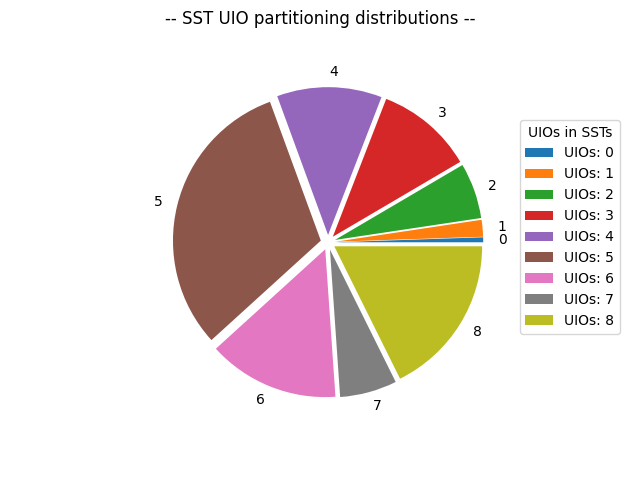 -- SST UIO partitioning distributions --
4
3
5
2
1
0
8
6
7
UIOs in SSTs
UIOs: 0
UIOs: 1
UIOs: 2
UIOs: 3
UIOs: 4
UIOs: 5
UIOs: 6
UIOs: 7
UIOs: 8